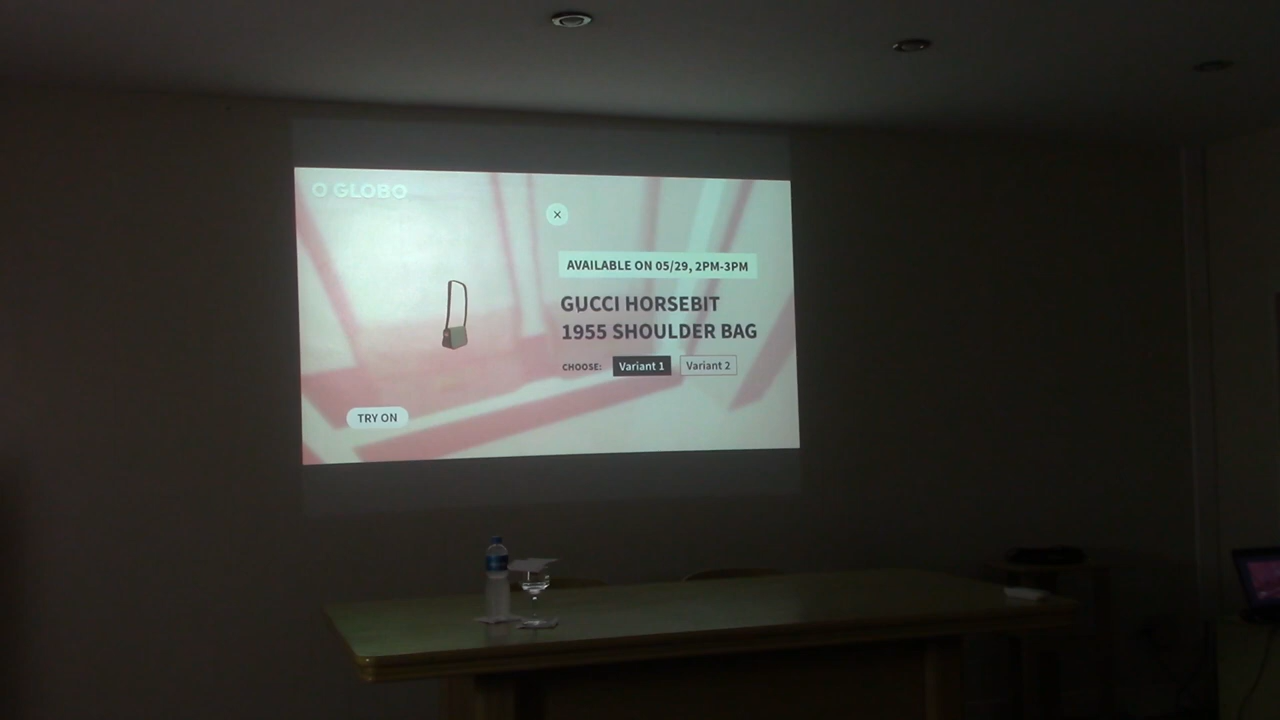 O GLOBO
×
AVAILABLE ON 05/29, 2PM-3PM
GUCCI HORSEBIT
1955 SHOULDER BAG
CHOOSE: Variant 1 Variant 2
TRY ON